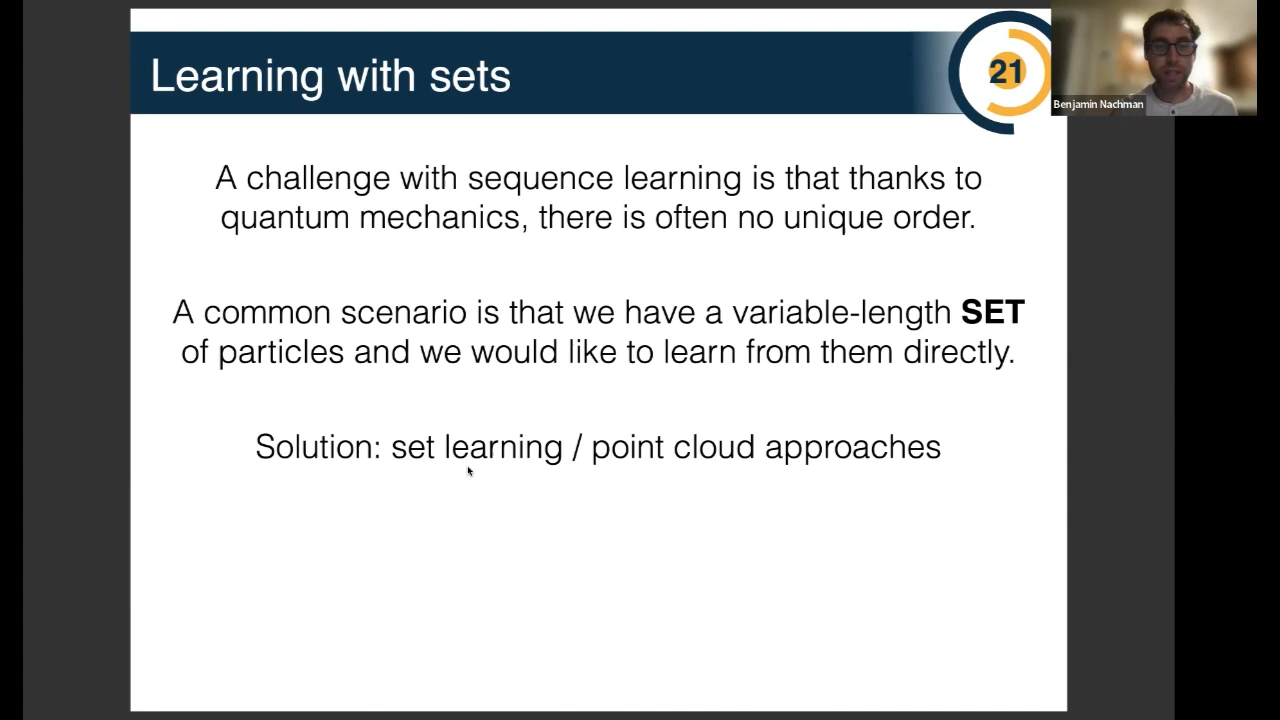 Learning with sets
21
Benjamin Nachman
A challenge with sequence learning is that thanks to
quantum mechanics, there is often no unique order.
A common scenario is that we have a variable-length SET
of particles and we would like to learn from them directly.
Solution: set learning / point cloud approaches